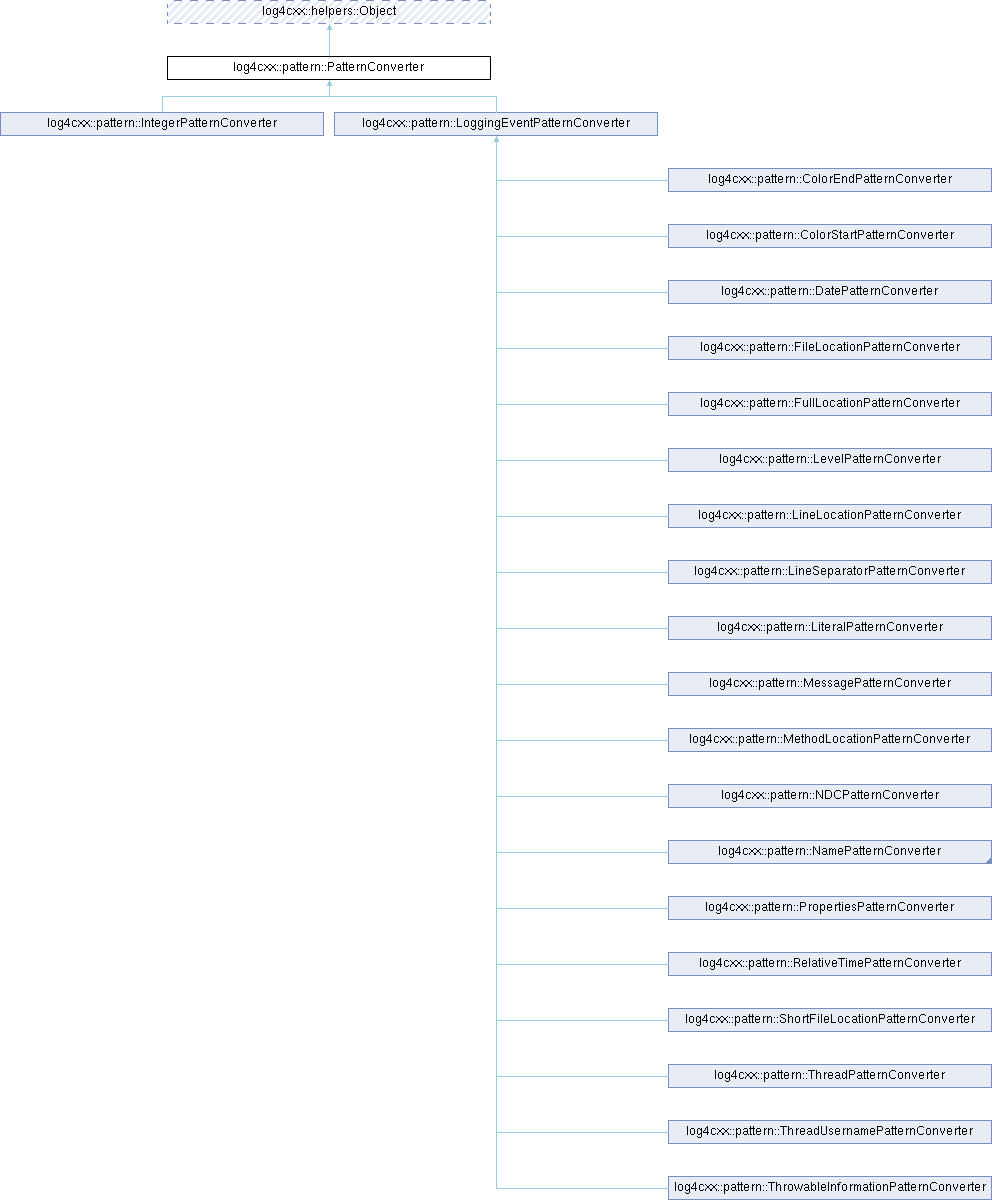 log4cxx::helpers::Object
log4cxx::pattern::PatternConverter
log4cxx::pattern::IntegerPatternConverter
log4cxx::pattern::LoggingEventPatternConverter
log4cxx::pattern::ColorEndPatternConverter
log4cxx::pattern::ColorStartPatternConverter
log4cxx::pattern::DatePatternConverter
log4cxx::pattern::FileLocationPatternConverter
log4cxx::pattern::FullLocationPatternConverter
log4cxx::pattern::LevelPatternConverter
log4cxx::pattern::LineLocationPatternConverter
log4cxx::pattern::LineSeparatorPatternConverter
log4cxx::pattern::LiteralPatternConverter
log4cxx::pattern::MessagePatternConverter
log4cxx::pattern::MethodLocationPatternConverter
log4cxx::pattern::NDCPatternConverter
log4cxx::pattern::NamePatternConverter
log4cxx::pattern::PropertiesPatternConverter
log4cxx::pattern::RelativeTimePatternConverter
log4cxx::pattern::ShortFileLocationPatternConverter
log4cxx::pattern::ThreadPatternConverter
log4cxx::pattern::ThreadUsernamePatternConverter
log4cxx::pattern::ThrowableInformationPatternConverter